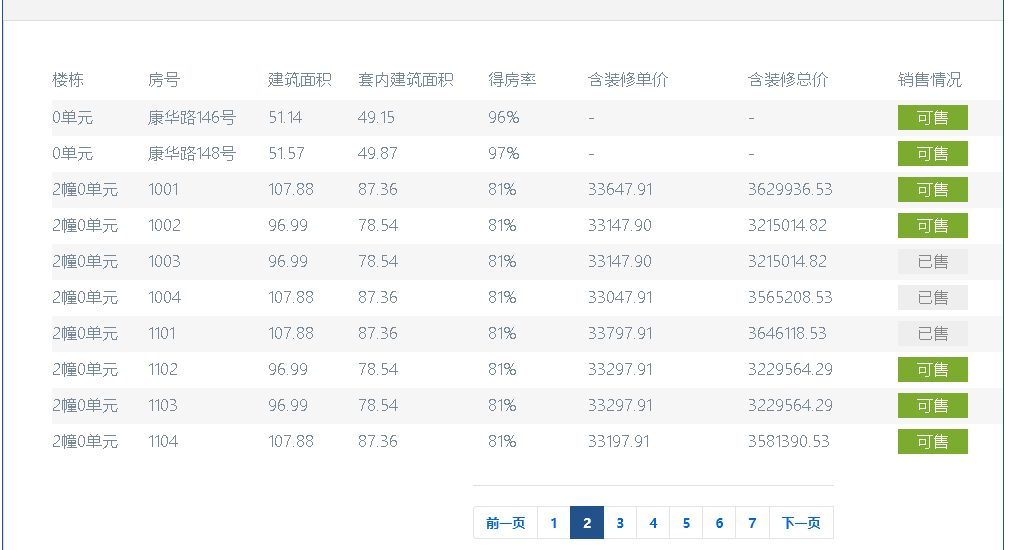 楼栋 房号 建筑面积 套内建筑面积 得房率 含装修单价 含装修总价 销售情况
0单元 康华路146号 51.14 49.15 96% - - 可售
0单元 康华路148号 51.57 49.87 97% - - 可售
2幢0单元 1001 107.88 87.36 81% 33647.91 3629936.53 可售
2幢0单元 1002 96.99 78.54 81% 33147.90 3215014.82 可售
2幢0单元 1003 96.99 78.54 81% 33147.90 3215014.82 已售
2幢0单元 1004 107.88 87.36 81% 33047.91 3565208.53 已售
2幢0单元 1101 107.88 87.36 81% 33797.91 3646118.53 已售
2幢0单元 1102 96.99 78.54 81% 33297.91 3229564.29 可售
2幢0单元 1103 96.99 78.54 81% 33297.91 3229564.29 可售
2幢0单元 1104 107.88 87.36 81% 33197.91 3581390.53 可售
前一页 1 2 3 4 5 6 7 下一页